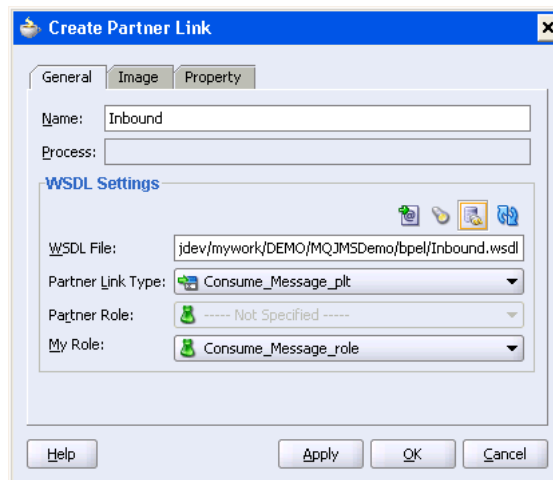 Create Partner Link
General Image Property
Name: Inbound
Process:
WSDL Settings
WSDL File: jdev/mywork/DEMO/MQJMSDemo/bpel/Inbound.wsdl
Partner Link Type: Consume_Message_plt
Partner Role: ----- Not Specified -----
My Role: Consume_Message_role
Help Apply OK Cancel